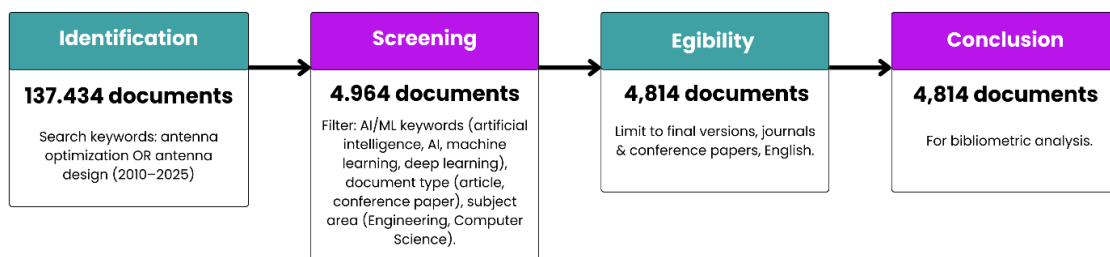 Identification
137.434 documents
Search keywords: antenna
optimization OR antenna
design (2010–2025)
Screening
4.964 documents
Filter: AI/ML keywords (artificial
intelligence, AI, machine
learning, deep learning),
document type (article,
conference paper), subject
area (Engineering, Computer
Science).
Egibility
4,814 documents
Limit to final versions, journals
& conference papers, English.
Conclusion
4,814 documents
For bibliometric analysis.